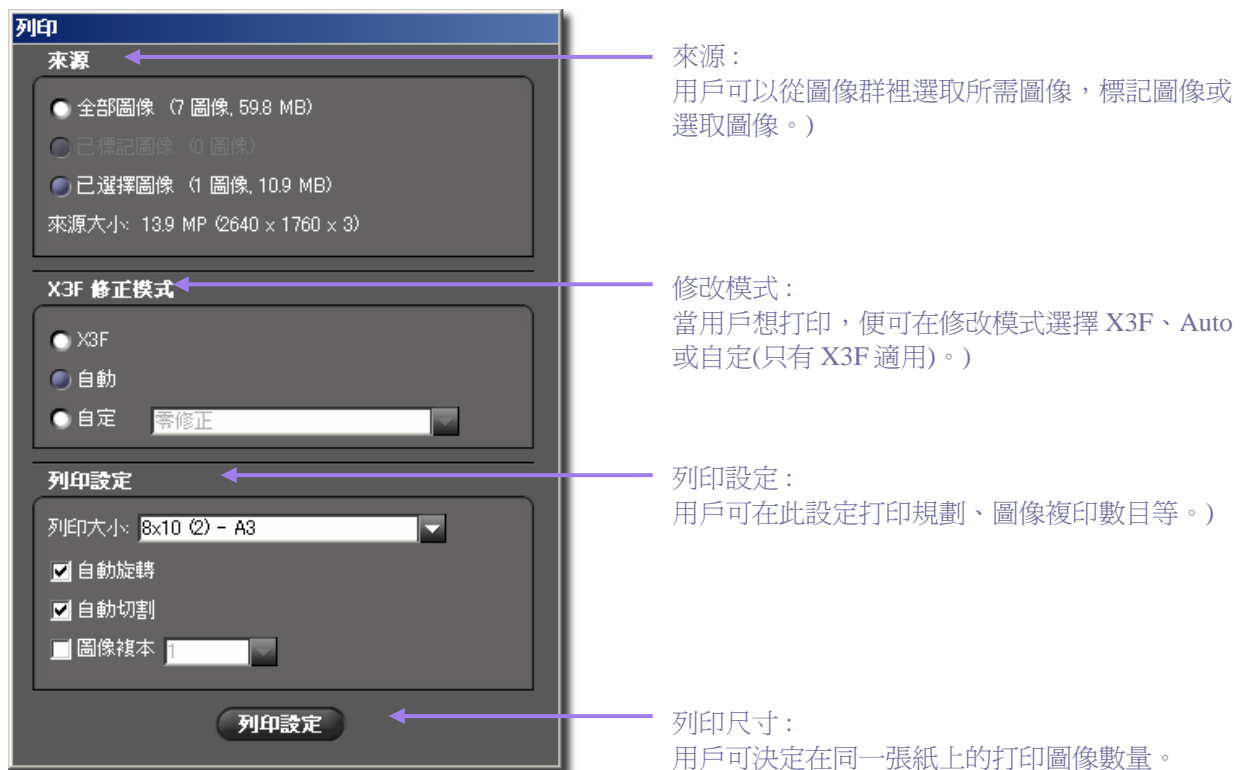 列印
來源
全部圖像 (7 圖像, 59.8 MB)
已標記圖像 (0 圖像)
已選擇圖像 (1 圖像, 10.9 MB)
來源大小: 13.9 MP (2640 x 1760 x 3)
X3F 修正模式
X3F
自動
自定 零修正
列印設定
列印大小: 8x10 (2) - A3
自動旋轉
自動切割
圖像複本 1
列印設定
來源 :
用戶可以從圖像群裡選取所需圖像，標記圖像或
選取圖像。)
修改模式 :
當用戶想打印，便可在修改模式選擇 X3F、Auto
或自定(只有 X3F 適用)。)
列印設定 :
用戶可在此設定打印規劃、圖像複印數目等。)
列印尺寸 :
用戶可決定在同一張紙上的打印圖像數量。